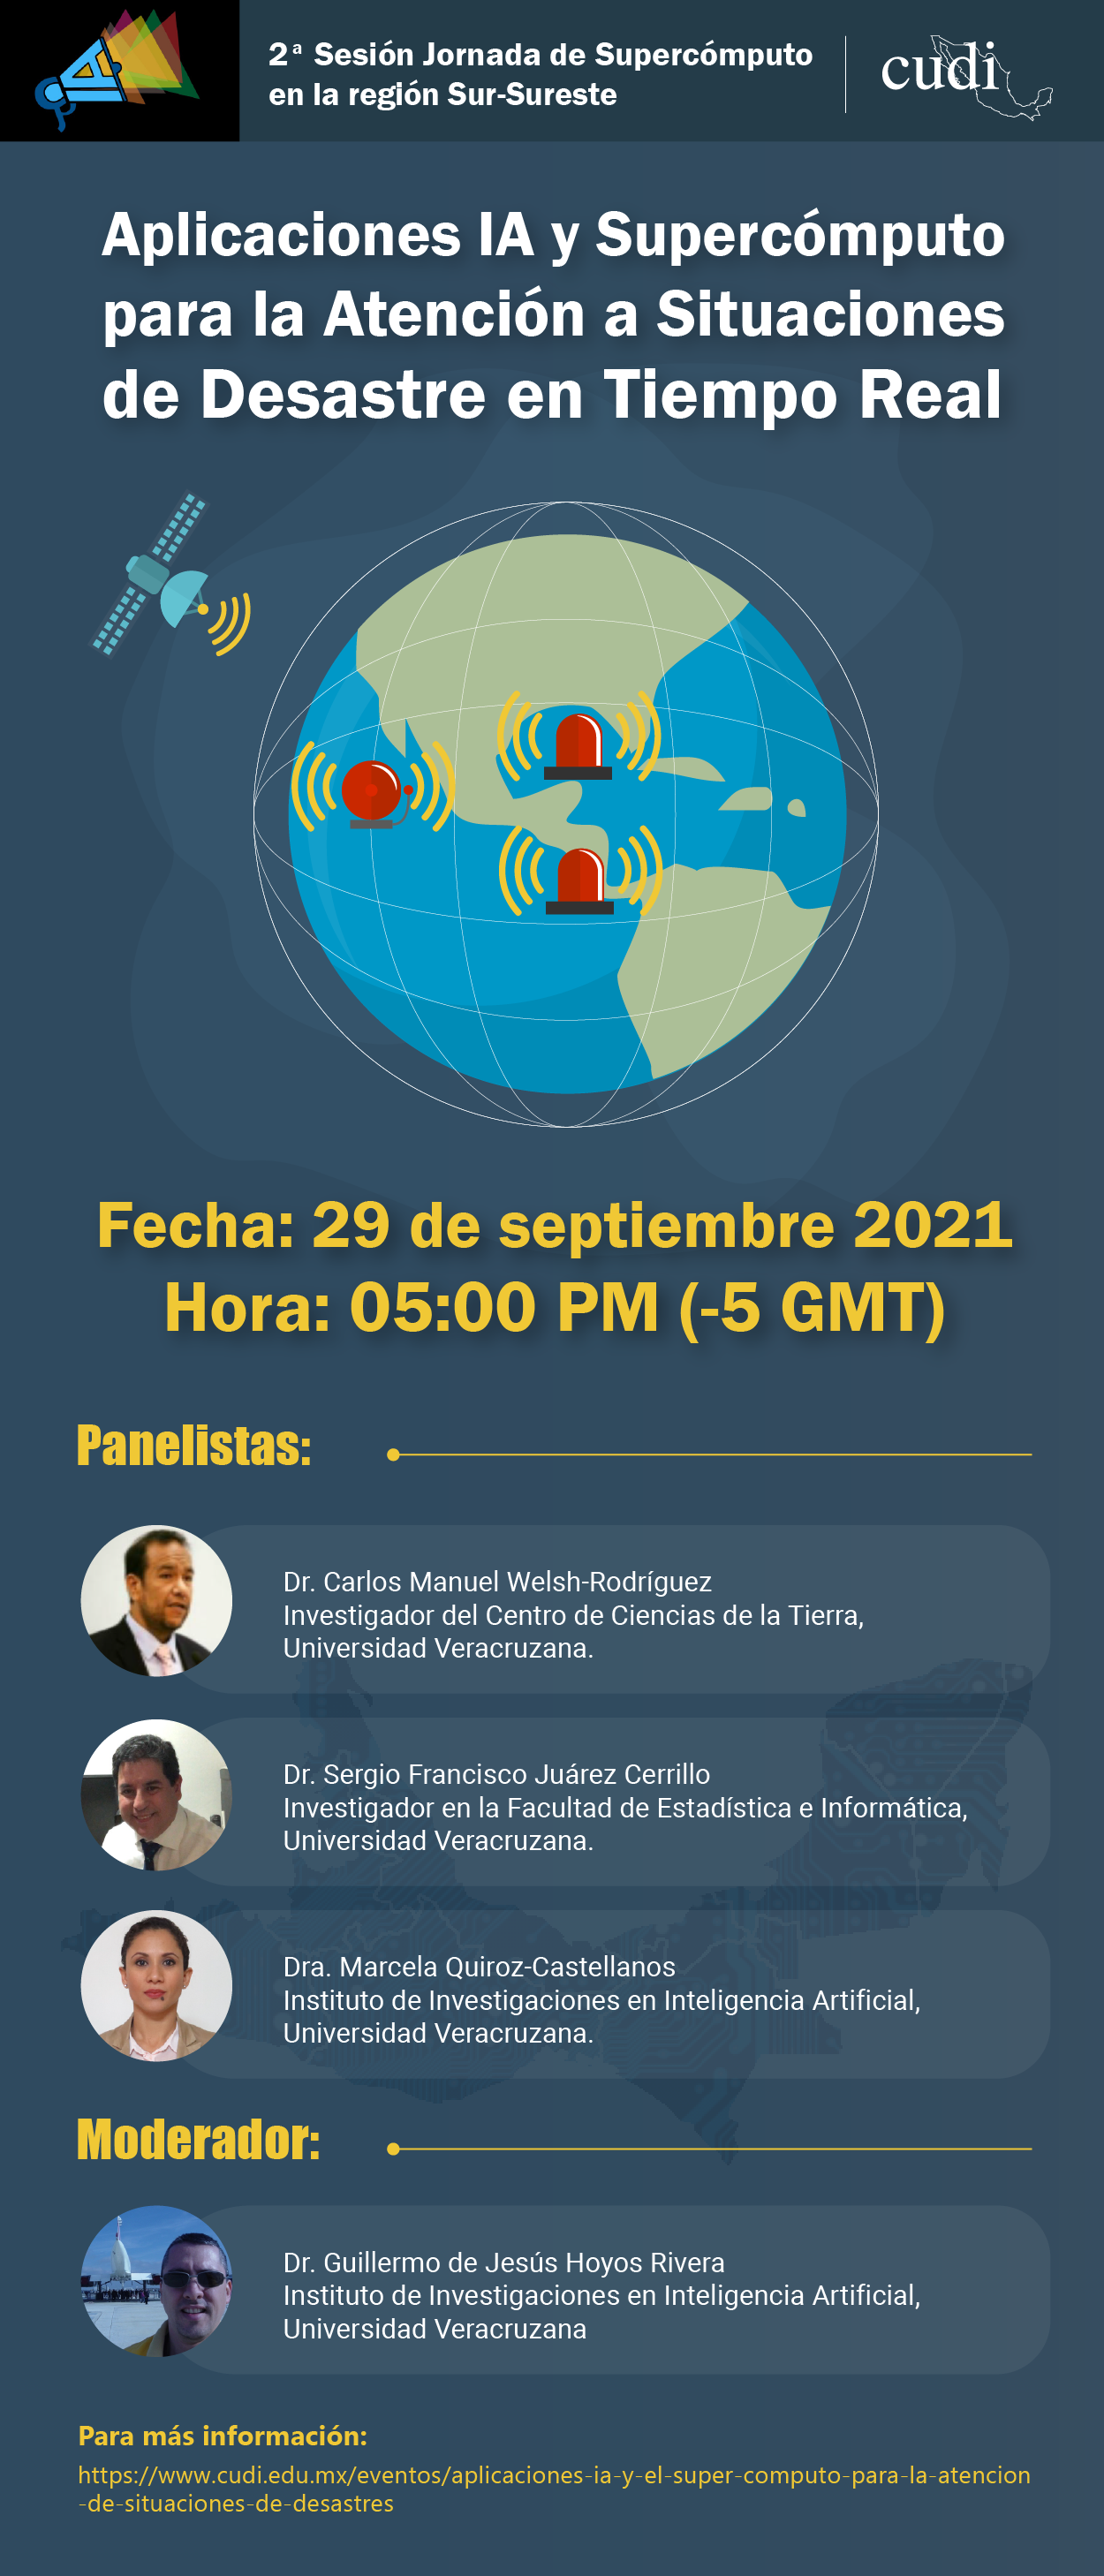 2ª Sesión Jornada de Supercómputo
en la región Sur-Sureste
cudi
Aplicaciones IA y Supercómputo
para la Atención a Situaciones
de Desastre en Tiempo Real
Fecha: 29 de septiembre 2021
Hora: 05:00 PM (-5 GMT)
Panelistas:
Dr. Carlos Manuel Welsh-Rodríguez
Investigador del Centro de Ciencias de la Tierra,
Universidad Veracruzana.
Dr. Sergio Francisco Juárez Cerrillo
Investigador en la Facultad de Estadística e Informática,
Universidad Veracruzana.
Dra. Marcela Quiroz-Castellanos
Instituto de Investigaciones en Inteligencia Artificial,
Universidad Veracruzana.
Moderador:
Dr. Guillermo de Jesús Hoyos Rivera
Instituto de Investigaciones en Inteligencia Artificial,
Universidad Veracruzana
Para más información:
https://www.cudi.edu.mx/eventos/aplicaciones-ia-y-el-super-computo-para-la-atencion
-de-situaciones-de-desastres